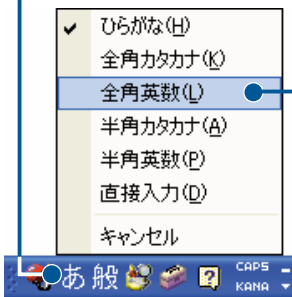 ひらがな(H)
全角カタカナ(K)
全角英数(L)
半角カタカナ(A)
半角英数(P)
直接入力(D)
キャンセル
あ 般 ? CAPS
KANA